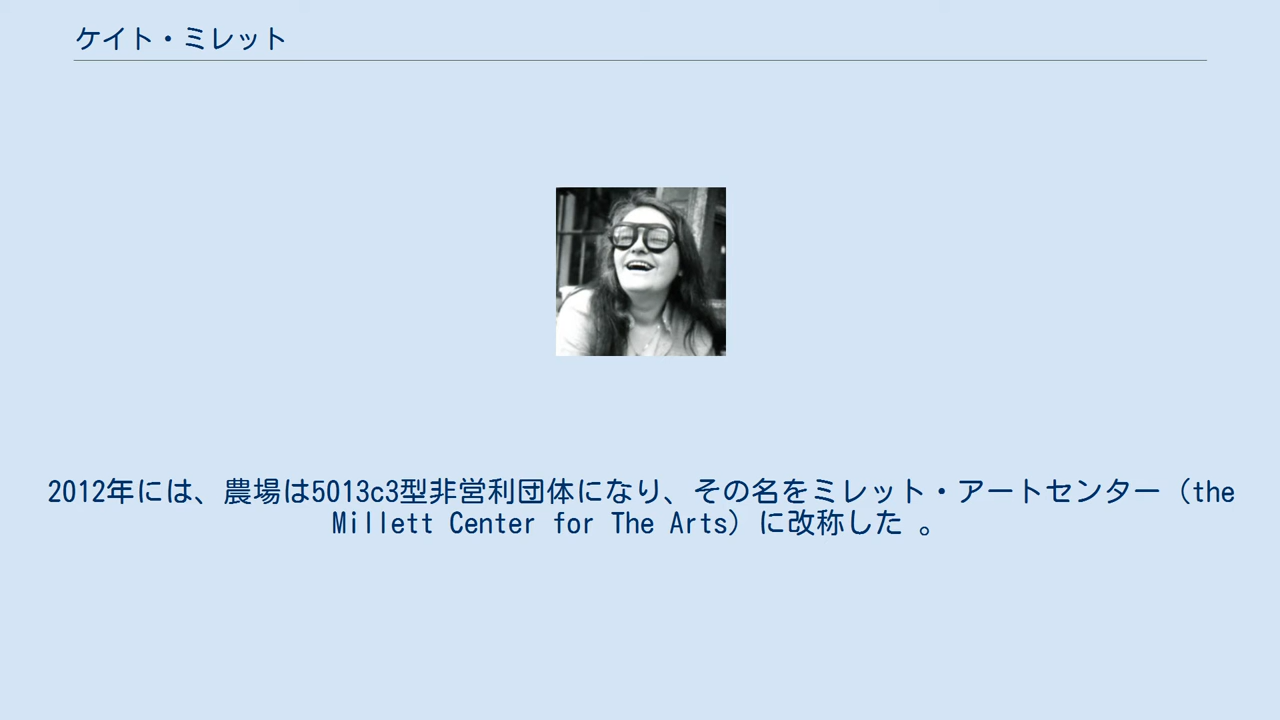 ケイト・ミレット
2012年には、農場は5013c3型非営利団体になり、その名をミレット・アートセンター（the
Millett Center for The Arts）に改称した 。